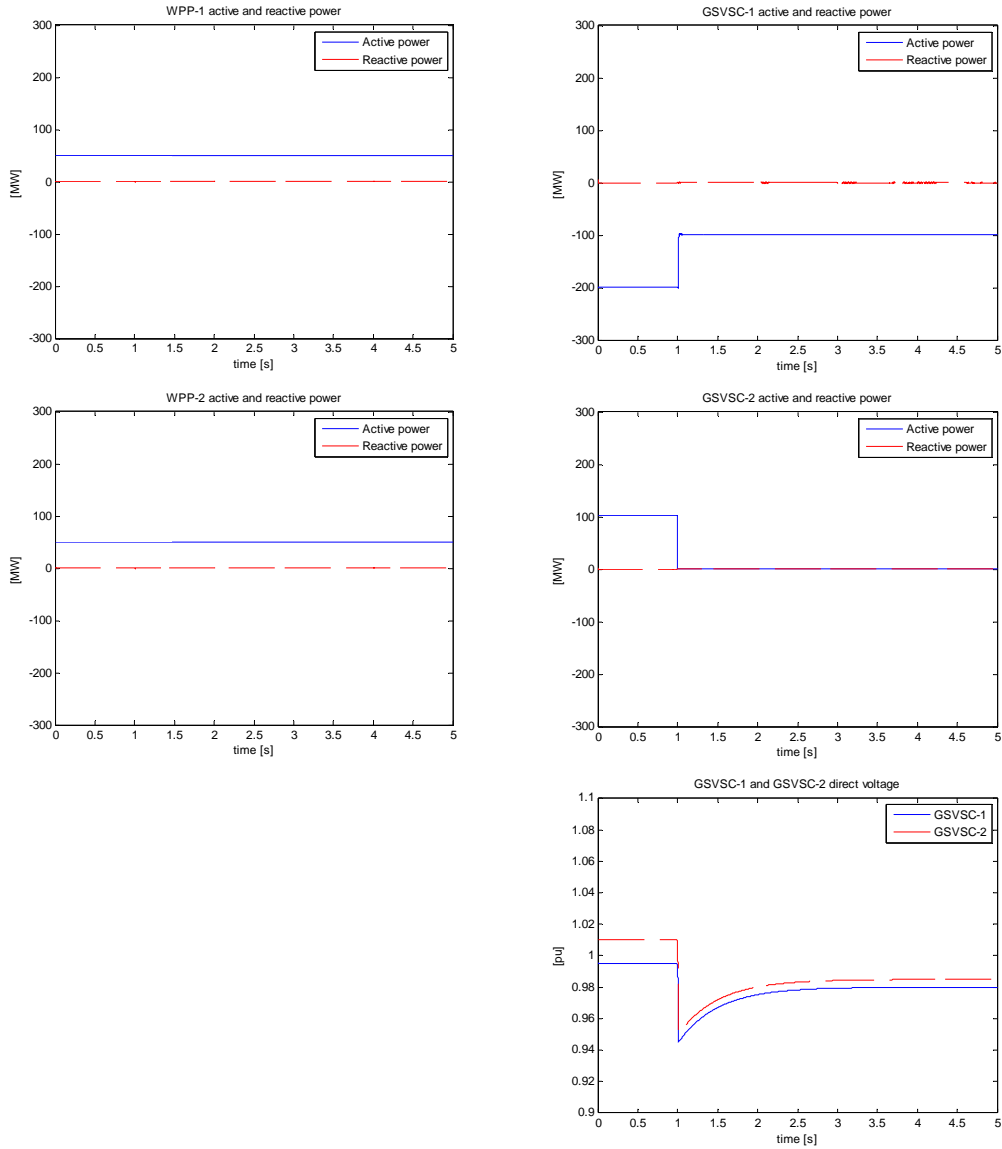 WPP-1 active and reactive power
300
Active power
Reactive power
200
100
[MW]
0
-100
-200
-300
0 0.5 1 1.5 2 2.5 3 3.5 4 4.5 5
time [s]
GSVSC-1 active and reactive power
300
Active power
Reactive power
200
100
[MW]
0
-100
-200
-300
0 0.5 1 1.5 2 2.5 3 3.5 4 4.5 5
time [s]
WPP-2 active and reactive power
300
Active power
Reactive power
200
100
[MW]
0
-100
-200
-300
0 0.5 1 1.5 2 2.5 3 3.5 4 4.5 5
time [s]
GSVSC-2 active and reactive power
300
Active power
Reactive power
200
100
[MW]
0
-100
-200
-300
0 0.5 1 1.5 2 2.5 3 3.5 4 4.5 5
time [s]
GSVSC-1 and GSVSC-2 direct voltage
1.1
GSVSC-1
GSVSC-2
1.08
1.06
1.04
1.02
[pu]
1
0.98
0.96
0.94
0.92
0.9
0 0.5 1 1.5 2 2.5 3 3.5 4 4.5 5
time [s]